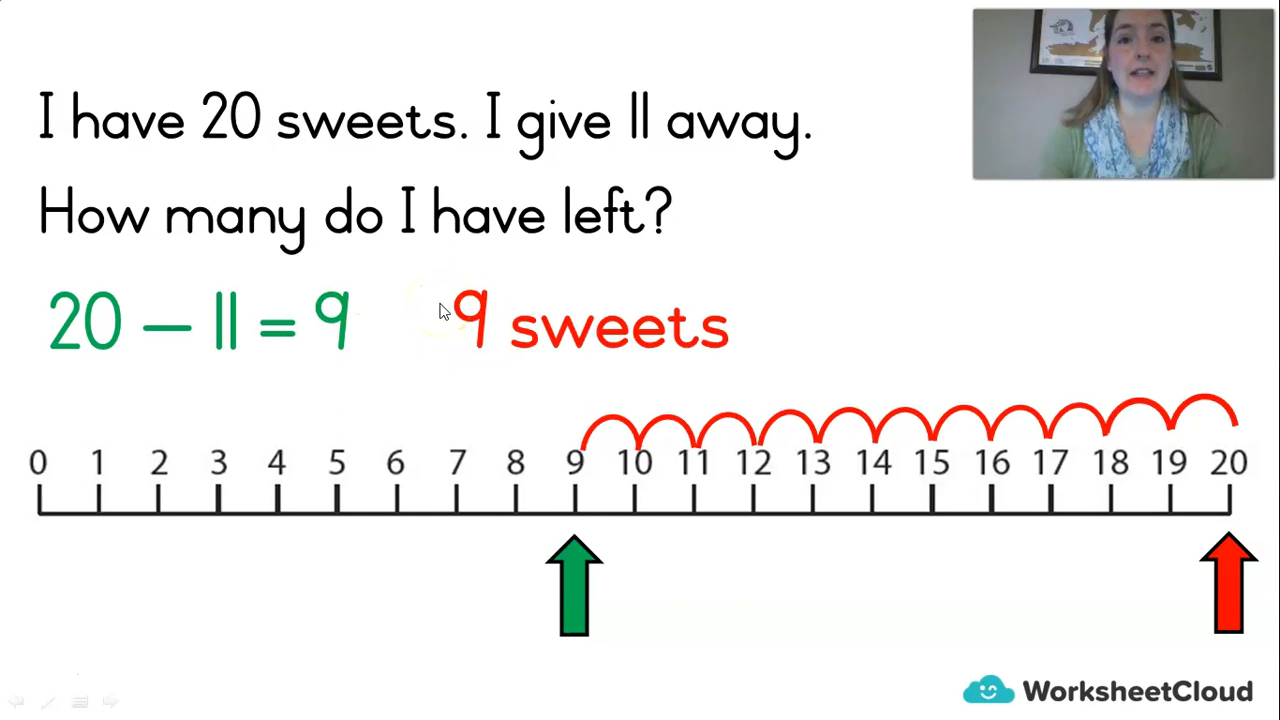 I have 20 sweets. I give 11 away.
How many do I have left?
20 – 11 = 9 9 sweets
0 1 2 3 4 5 6 7 8 9 10 11 12 13 14 15 16 17 18 19 20
WorksheetCloud